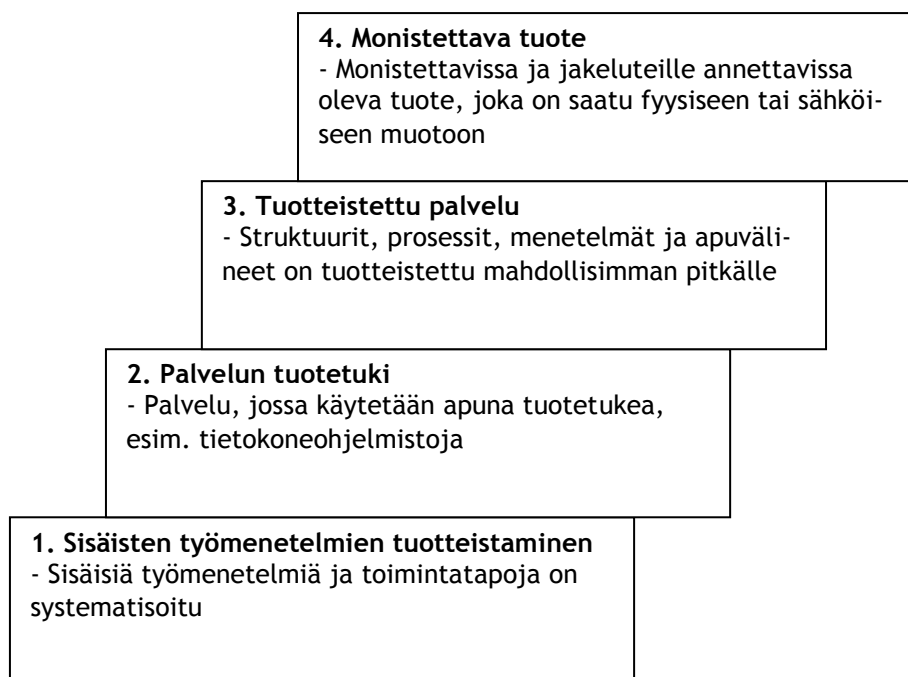 4. Monistettava tuote
- Monistettavissa ja jakeluteille annettavissa
oleva tuote, joka on saatu fyysiseen tai sähköi-
seen muotoon
3. Tuotteistettu palvelu
- Struktuurit, prosessit, menetelmät ja apuväli-
neet on tuotteistettu mahdollisimman pitkälle
2. Palvelun tuotetuki
- Palvelu, jossa käytetään apuna tuotetukea,
esim. tietokoneohjelmistoja
1. Sisäisten työmenetelmien tuotteistaminen
- Sisäisiä työmenetelmiä ja toimintatapoja on
systematisoitu